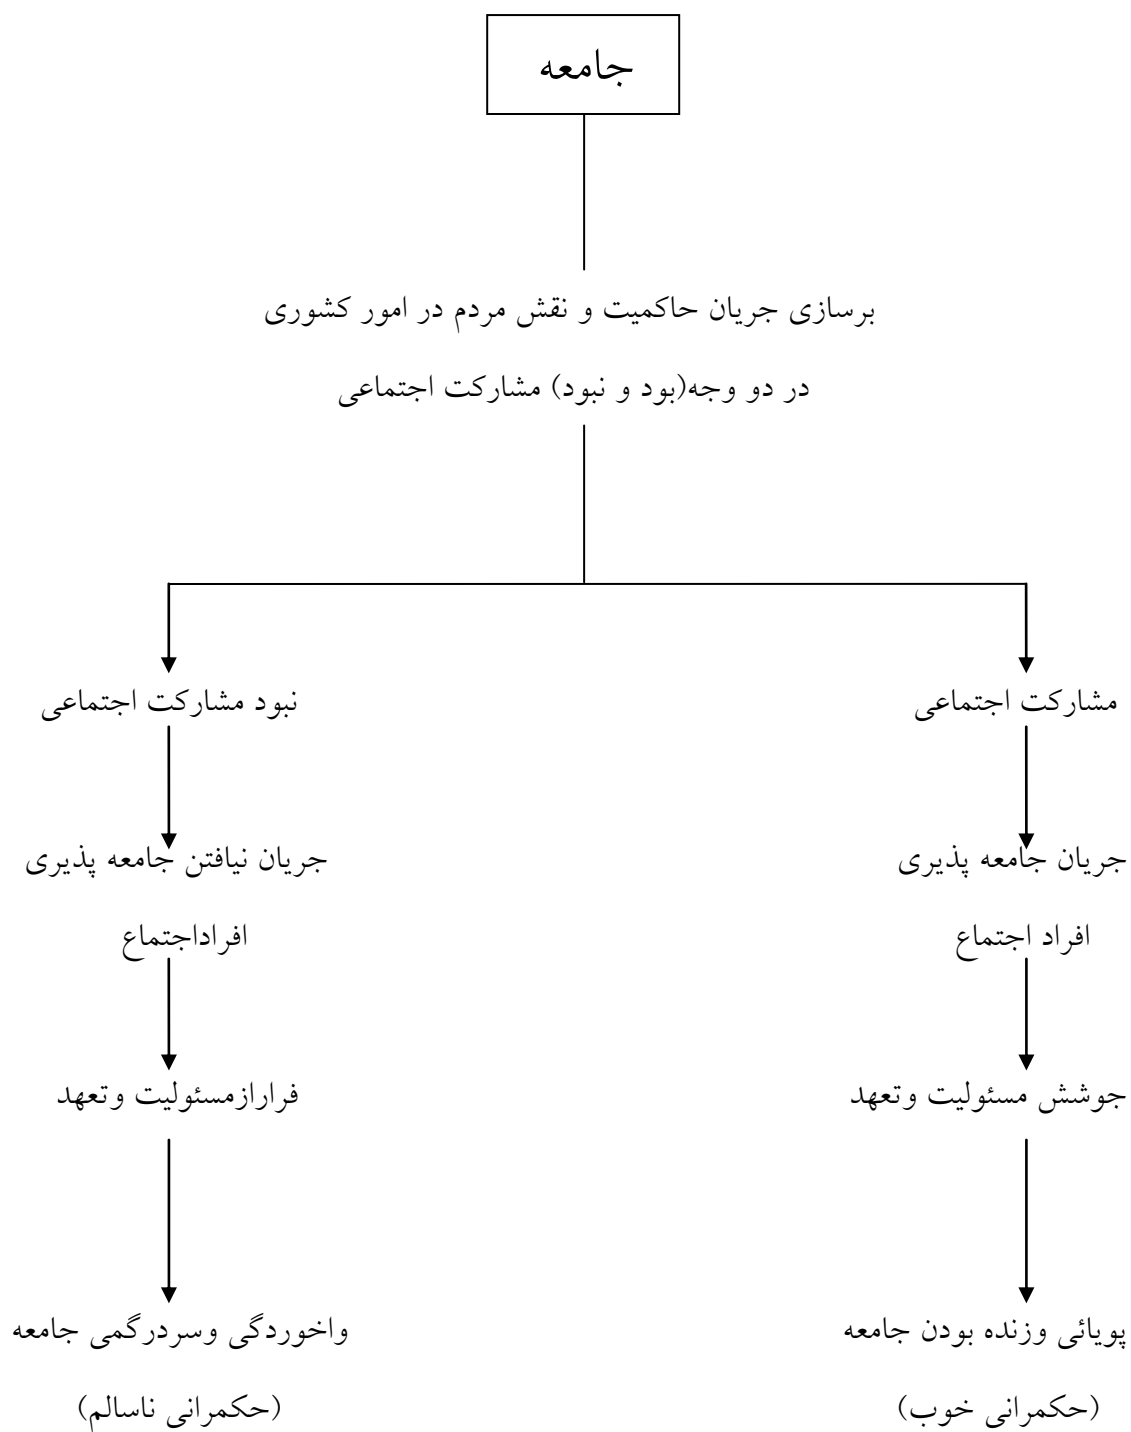 جامعه
برسازی جریان حاکمیت و نقش مردم در امور کشوری
در دو وجه(بود و نبود) مشارکت اجتماعی
مشارکت اجتماعی
جریان جامعه پذیری
افراد اجتماع
جوشش مسئولیت وتعهد
پویائی وزنده بودن جامعه
(حکمرانی خوب)
نبود مشارکت اجتماعی
جریان نیافتن جامعه پذیری
افراداجتماع
فرارازمسئولیت وتعهد
واخوردگی وسردرگمی جامعه
(حکمرانی ناسالم)